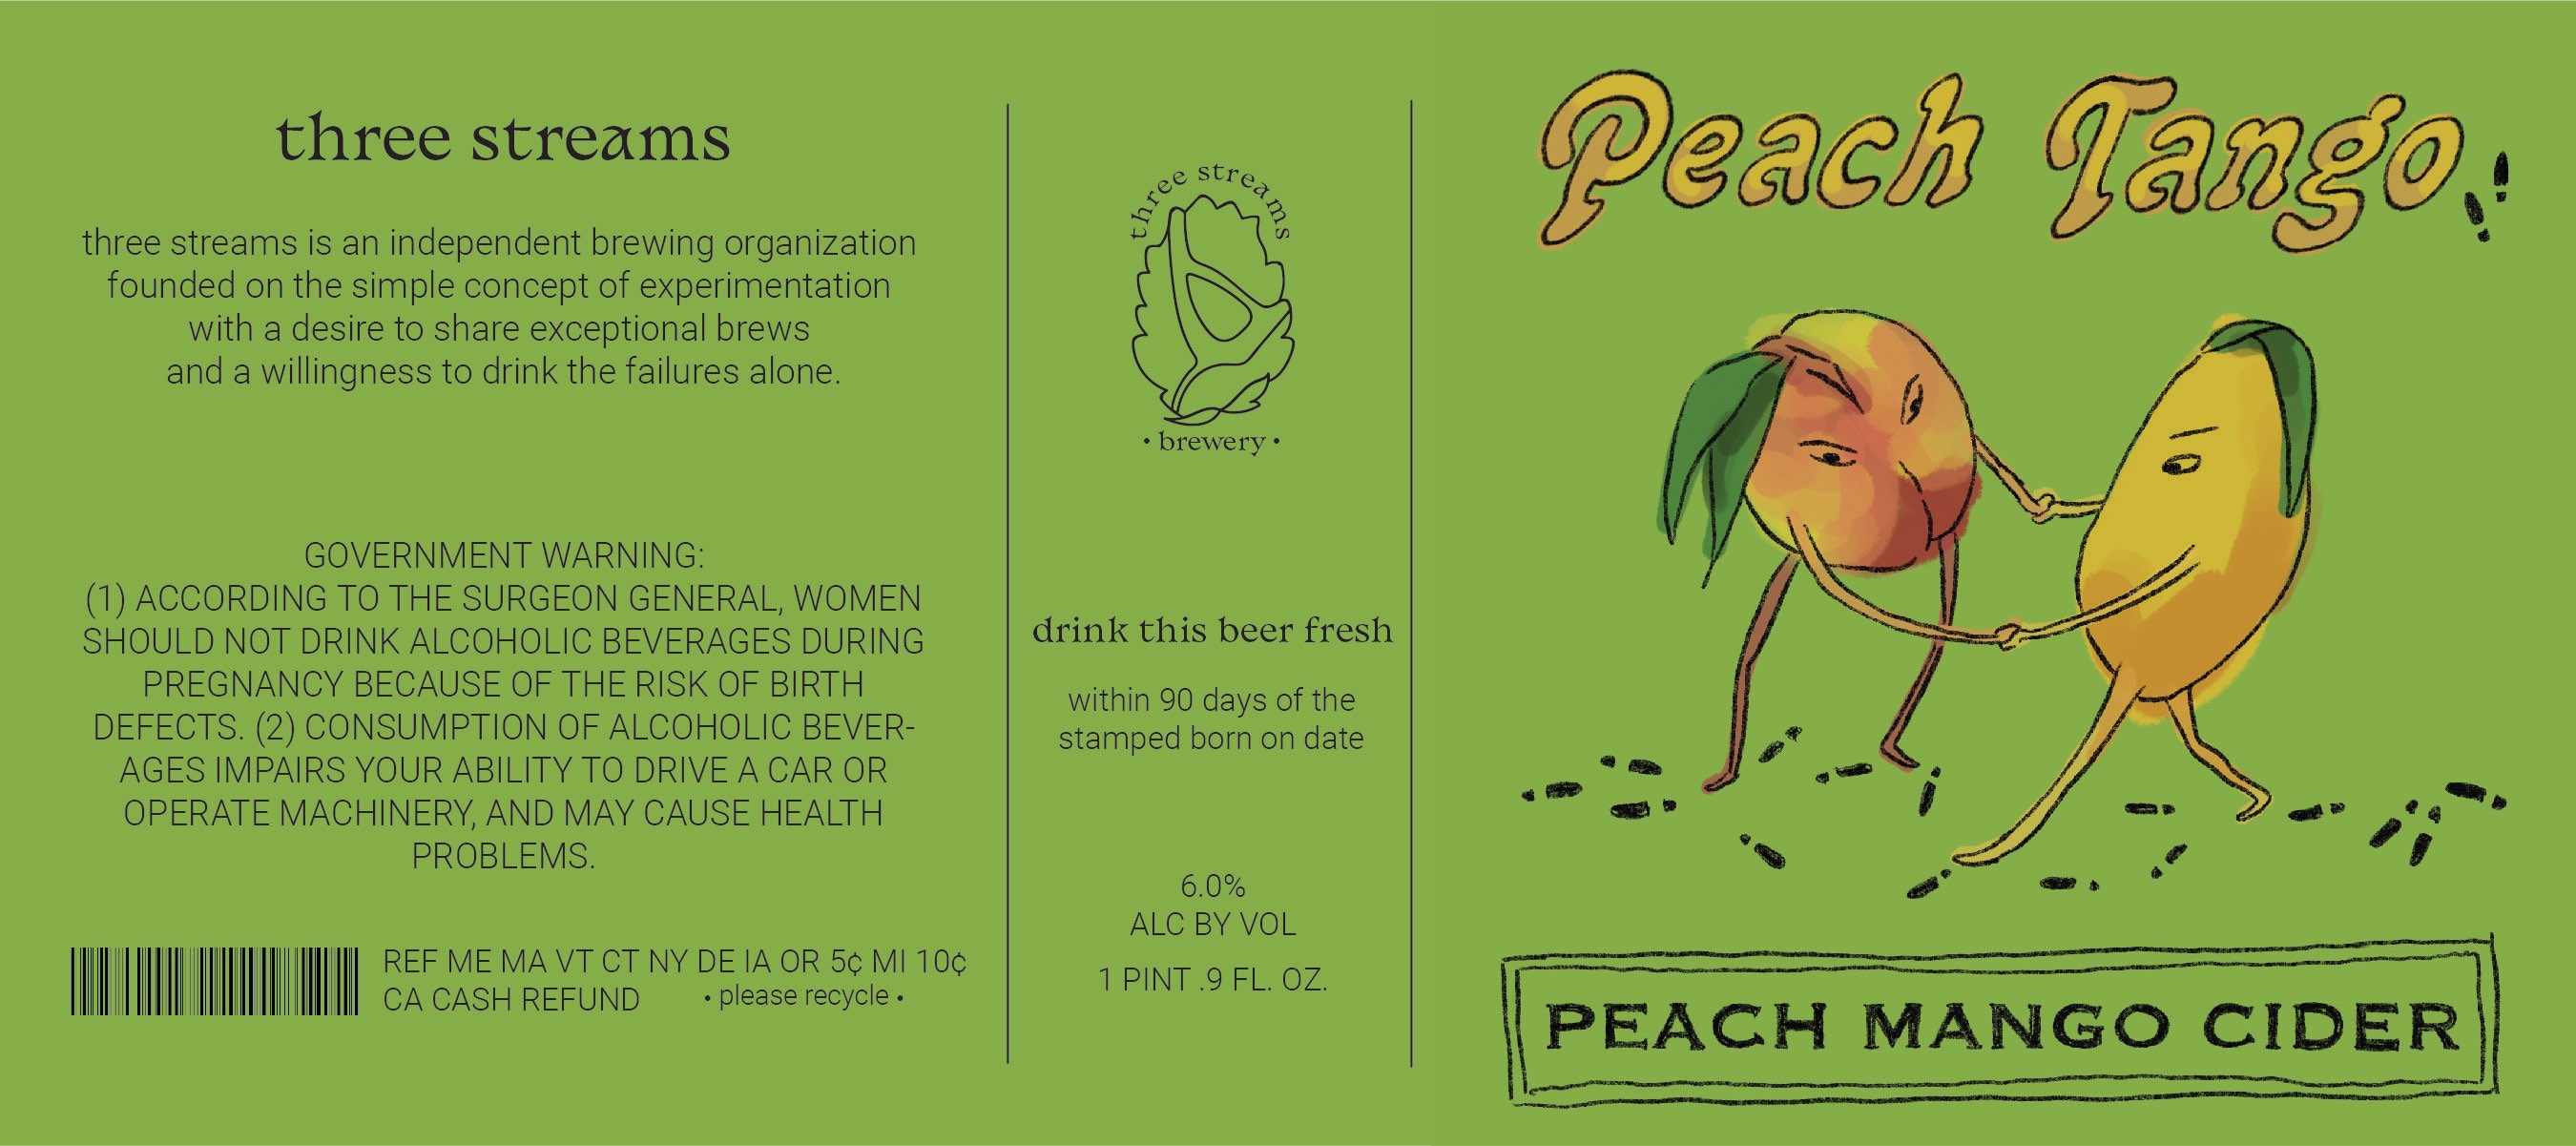 three streams
three streams is an independent brewing organization
founded on the simple concept of experimentation
with a desire to share exceptional brews
and a willingness to drink the failures alone.
GOVERNMENT WARNING:
(1) ACCORDING TO THE SURGEON GENERAL, WOMEN
SHOULD NOT DRINK ALCOHOLIC BEVERAGES DURING
PREGNANCY BECAUSE OF THE RISK OF BIRTH
DEFECTS. (2) CONSUMPTION OF ALCOHOLIC BEVER-
AGES IMPAIRS YOUR ABILITY TO DRIVE A CAR OR
OPERATE MACHINERY, AND MAY CAUSE HEALTH
PROBLEMS.
REF ME MA VT CT NY DE IA OR 5¢ MI 10¢
CA CASH REFUND • please recycle •
three streams
• brewery •
drink this beer fresh
within 90 days of the
stamped born on date
6.0%
ALC BY VOL
1 PINT .9 FL. OZ.
Peach Tango
PEACH MANGO CIDER